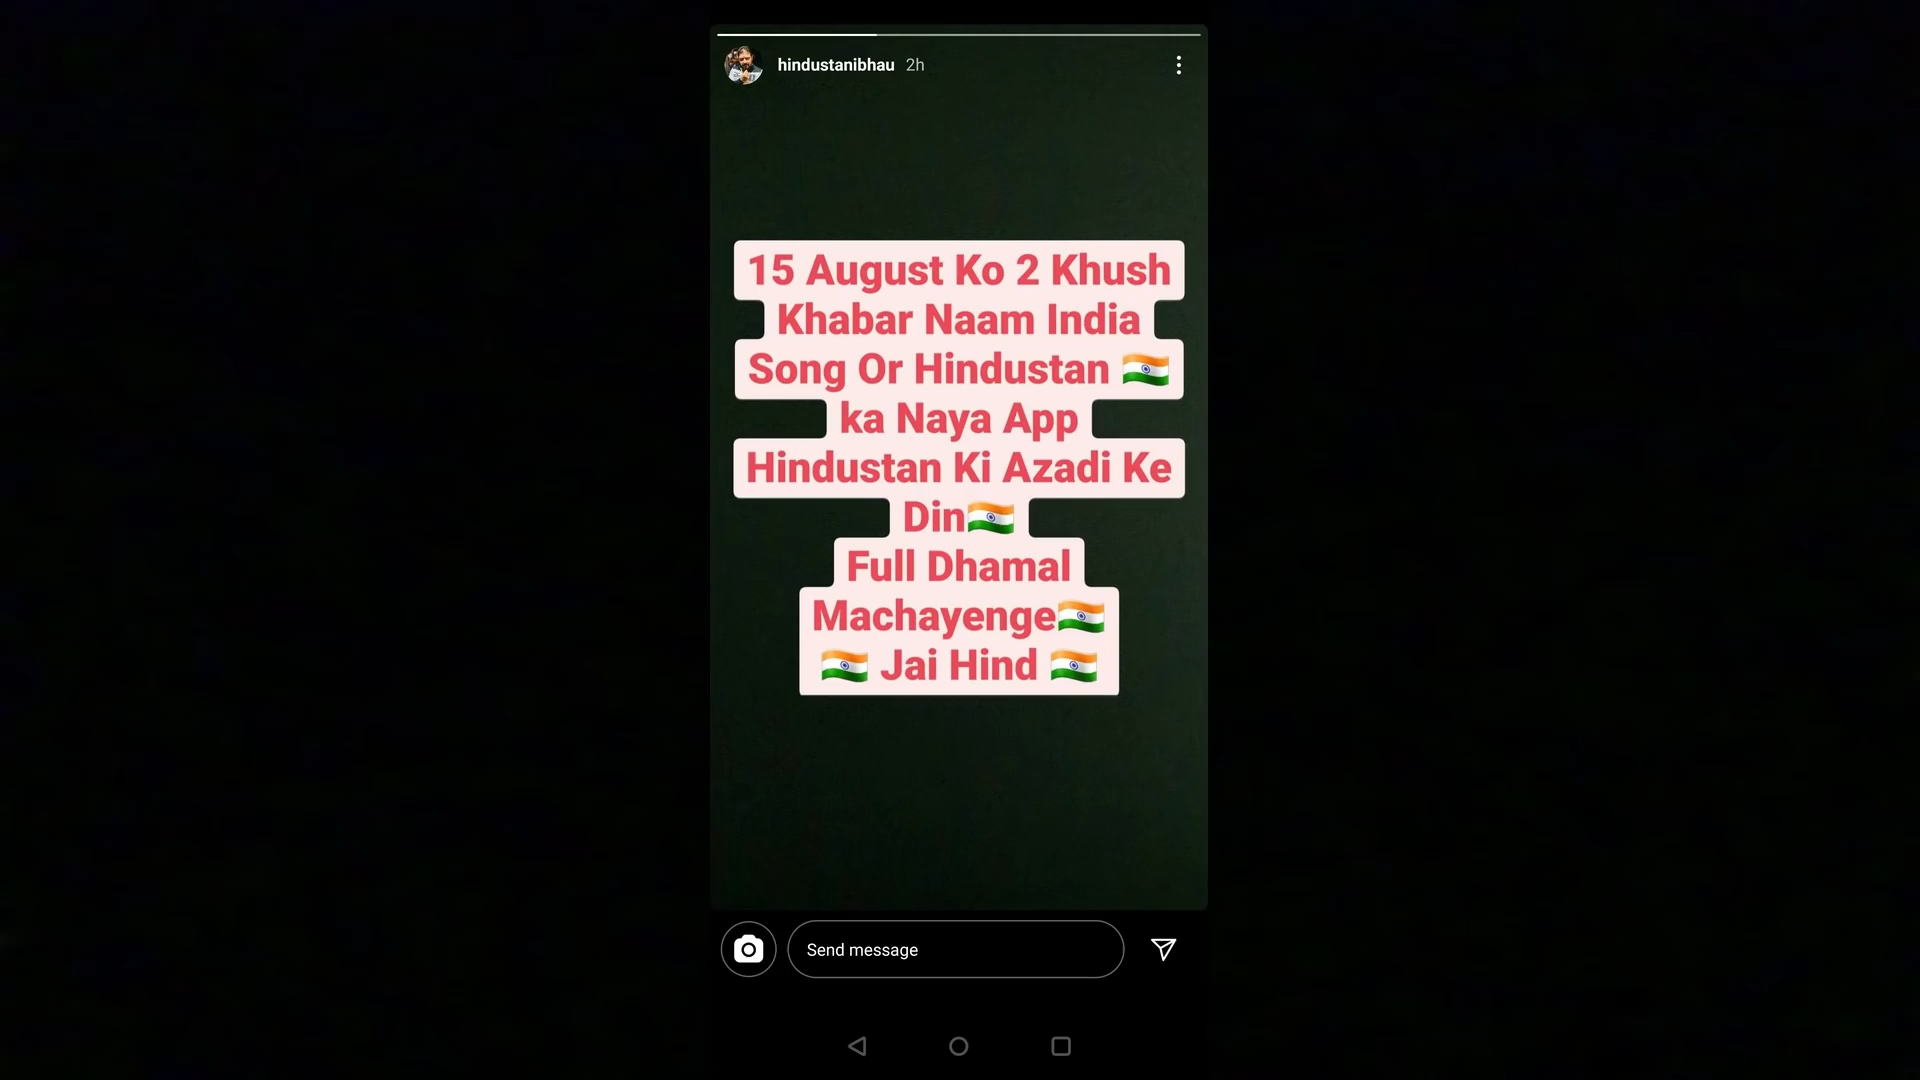 hindustanibhau 2h
15 August Ko 2 Khush
Khabar Naam India
Song Or Hindustan 🇮🇳
ka Naya App
Hindustan Ki Azadi Ke
Din🇮🇳
Full Dhamal
Machayenge🇮🇳
🇮🇳 Jai Hind 🇮🇳
Send message